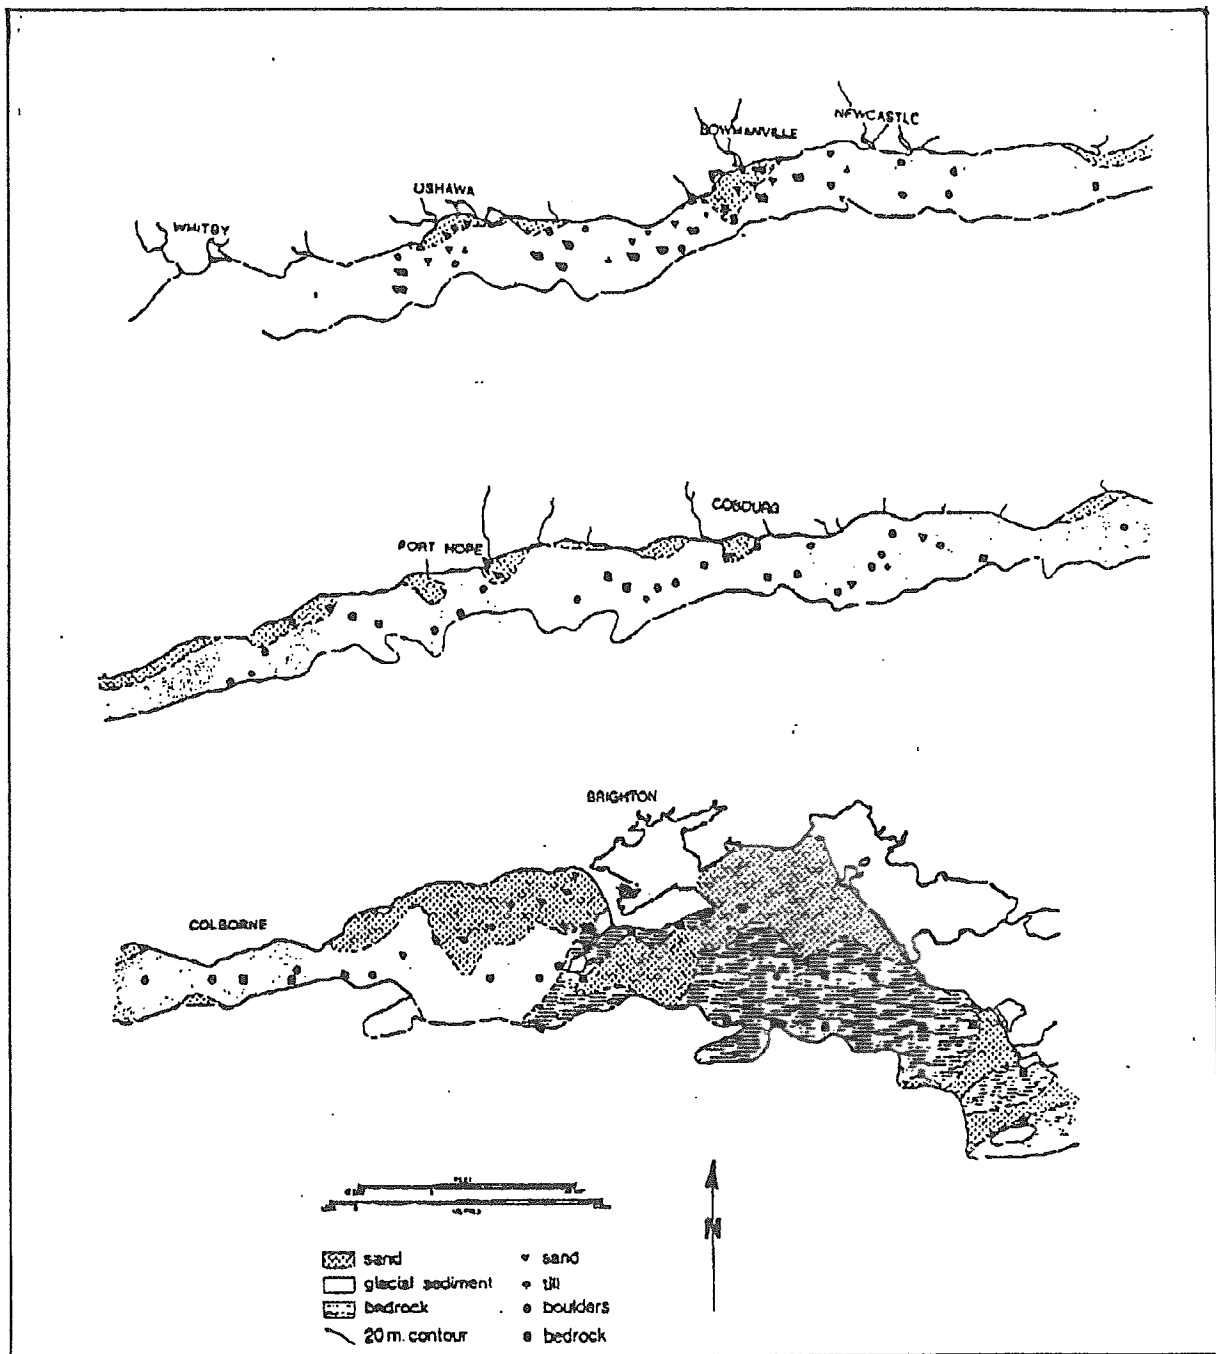 NEWCASTLE
BOWMANVILLE
OSHAWA
WHITBY
COBOURG
PORT HOPE
BRIGHTON
COLBORNE
N
sand
glacial sediment
bedrock
20 m. contour
sand
till
boulders
bedrock